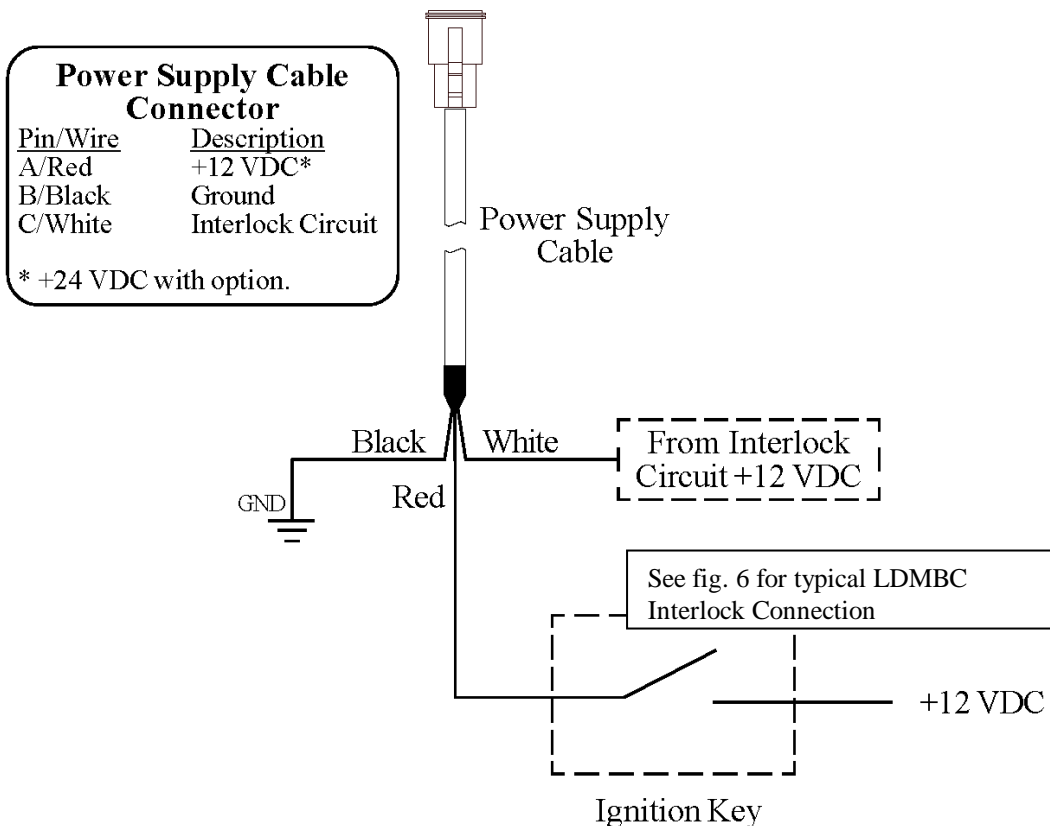 Power Supply Cable
Connector
Pin/Wire Description
A/Red +12 VDC*
B/Black Ground
C/White Interlock Circuit
* +24 VDC with option.
Power Supply
Cable
Black
White
From Interlock
Circuit +12 VDC
GND
Red
See fig. 6 for typical LDMBC
Interlock Connection
+12 VDC
Ignition Key